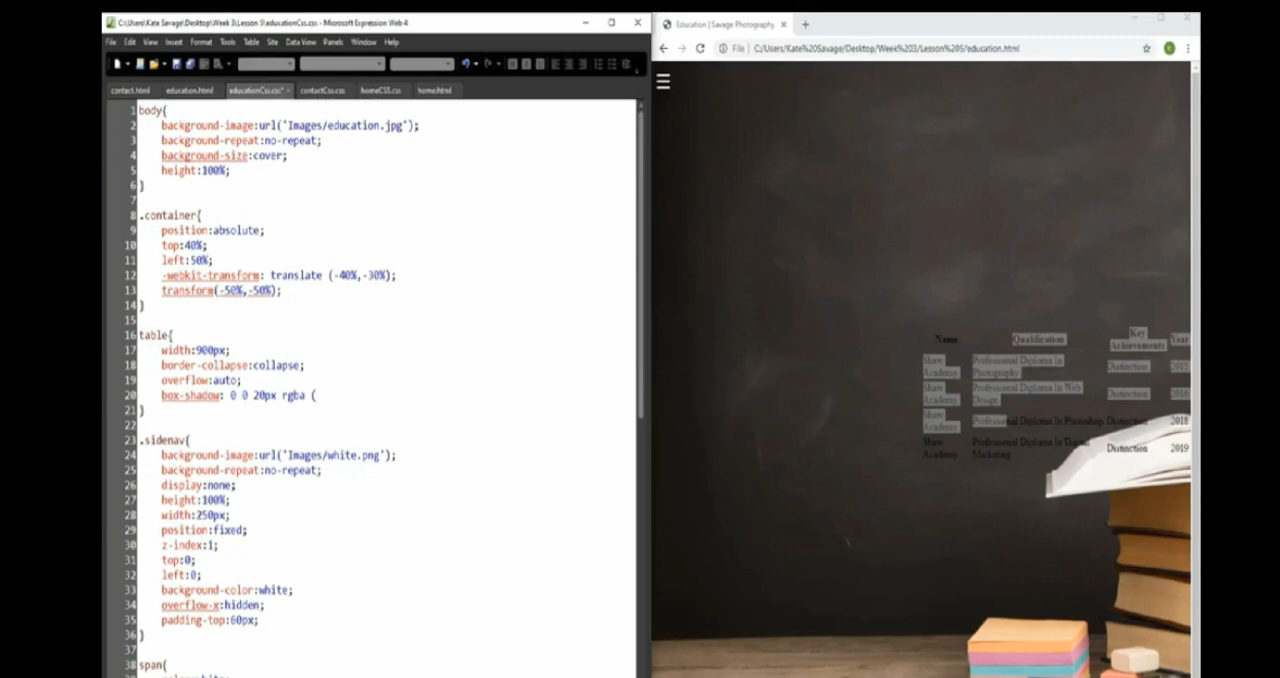 C:\Users\Kate Savage\Desktop\Week 3\Lesson 5\educationCss.css - Microsoft Expression Web 4
File Edit View Insert Format Tools Table Site Data View Panels Window Help
contact.html education.html educationCss.css* contactCss.css homeCSS.css home.html
1 body{
2 background-image:url('Images/education.jpg');
3 background-repeat:no-repeat;
4 background-size:cover;
5 height:100%;
6 }
7
8 .container{
9 position:absolute;
10 top:40%;
11 left:50%;
12 -webkit-transform: translate (-40%,-30%);
13 transform(-50%,-50%);
14 }
15
16 table{
17 width:900px;
18 border-collapse:collapse;
19 overflow:auto;
20 box-shadow: 0 0 20px rgba (
21 }
22
23 .sidenav{
24 background-image:url('Images/white.png');
25 background-repeat:no-repeat;
26 display:none;
27 height:100%;
28 width:250px;
29 position:fixed;
30 z-index:1;
31 top:0;
32 left:0;
33 background-color:white;
34 overflow-x:hidden;
35 padding-top:60px;
36 }
37
38 span{
Education | Savage Photography
File | C:/Users/Kate%20Savage/Desktop/Week%203/Lesson%205/education.html
Name Qualification Key Achievements Year
Shaw Academy Professional Diploma In Photography Distinction 2015
Shaw Academy Professional Diploma In Web Design Distinction 2016
Shaw Academy Professional Diploma In Photoshop Distinction 2018
Shaw Academy Professional Diploma In Digital Marketing Distinction 2019